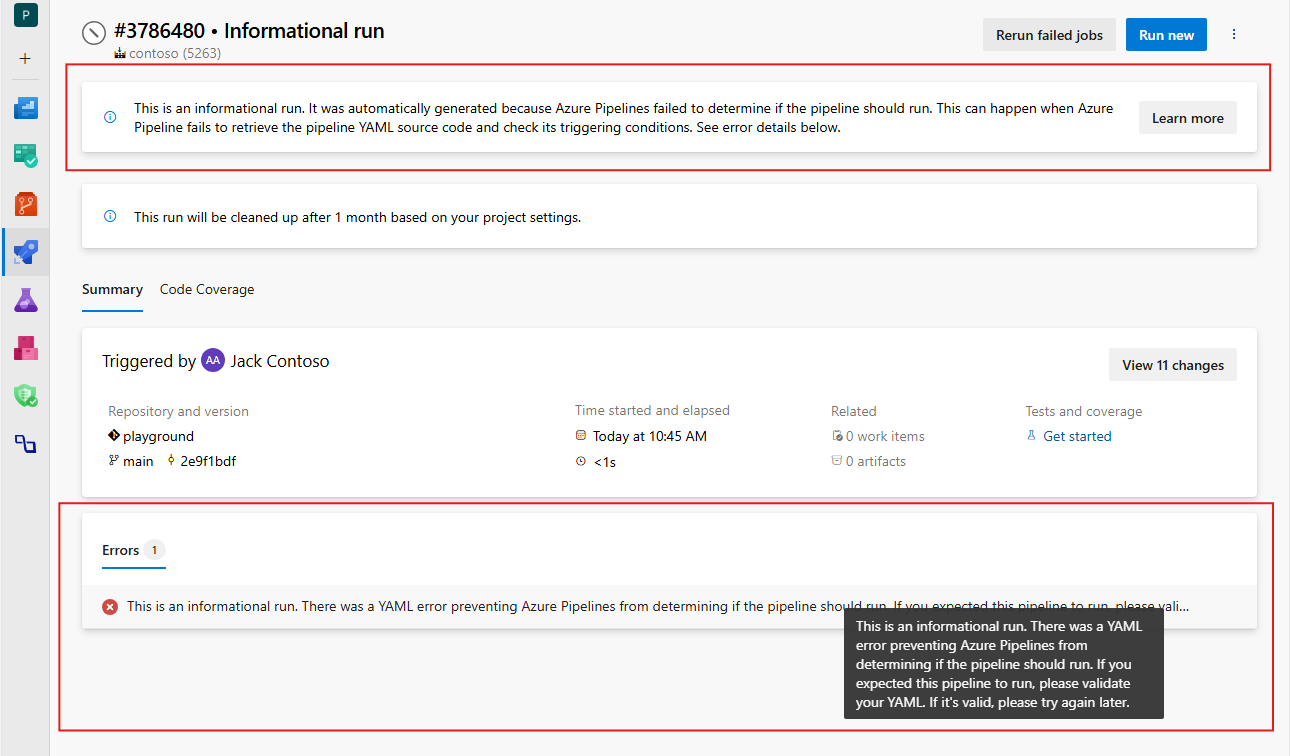 P
#3786480 • Informational run
contoso (5263)
Rerun failed jobs
Run new
This is an informational run. It was automatically generated because Azure Pipelines failed to determine if the pipeline should run. This can happen when Azure
Pipeline fails to retrieve the pipeline YAML source code and check its triggering conditions. See error details below.
Learn more
This run will be cleaned up after 1 month based on your project settings.
Summary
Code Coverage
Triggered by AA Jack Contoso
View 11 changes
Repository and version
playground
main 2e9f1bdf
Time started and elapsed
Today at 10:45 AM
<1s
Related
0 work items
0 artifacts
Tests and coverage
Get started
Errors 1
This is an informational run. There was a YAML error preventing Azure Pipelines from determining if the pipeline should run. If you expected this pipeline to run, please vali...
This is an informational run. There was a YAML
error preventing Azure Pipelines from
determining if the pipeline should run. If you
expected this pipeline to run, please validate
your YAML. If it's valid, please try again later.